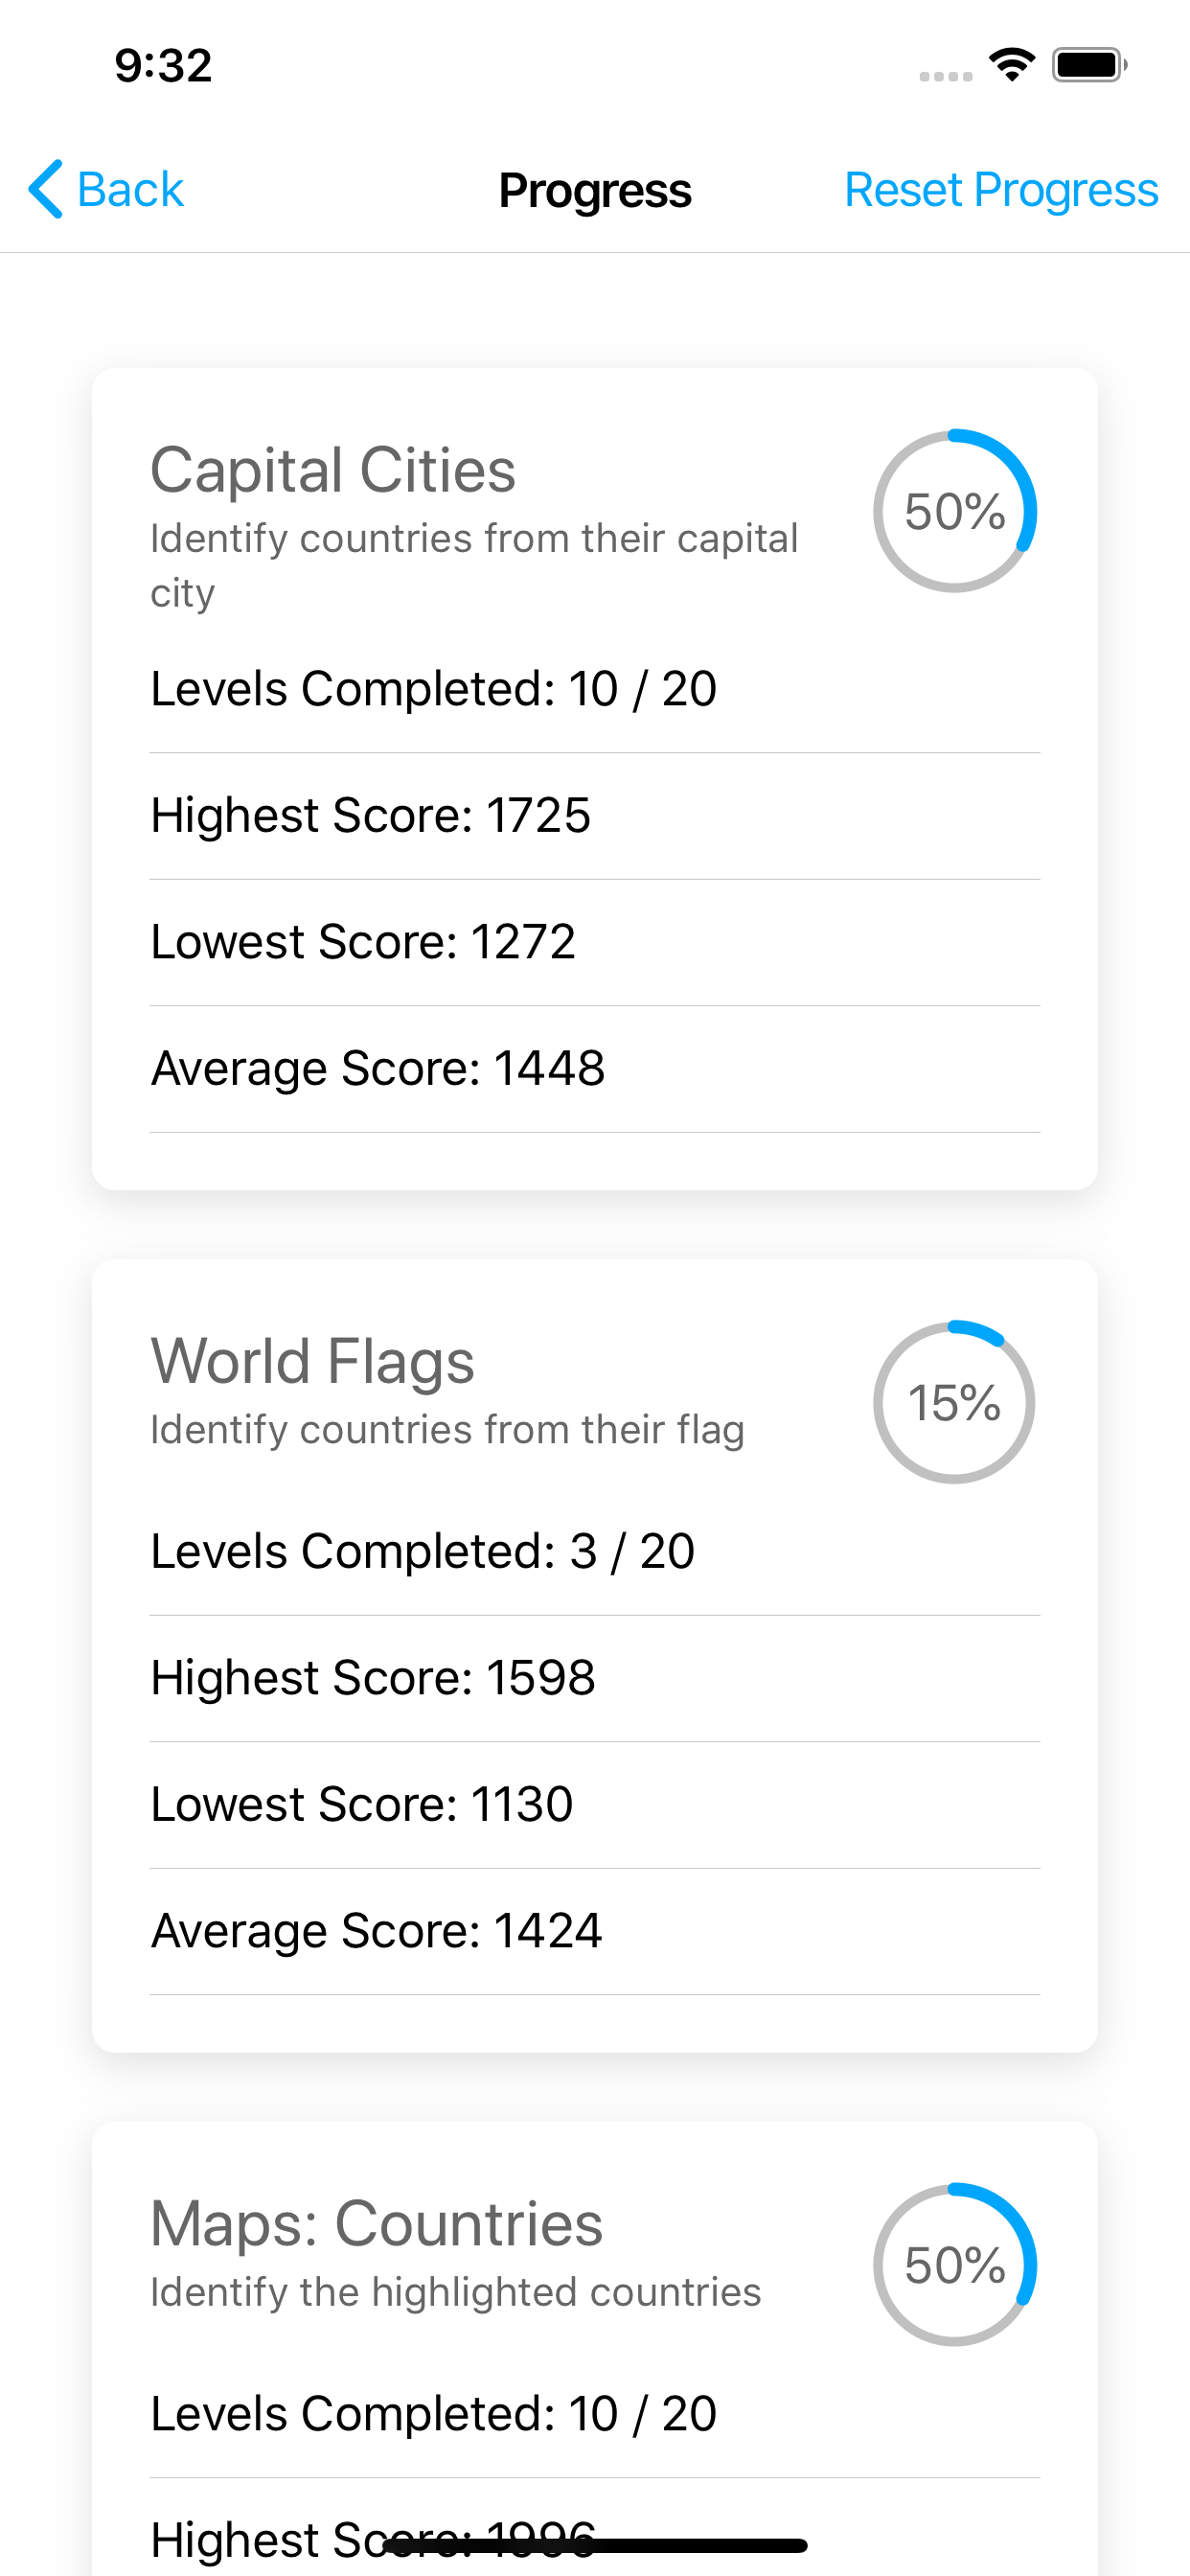 9:32
Back
Progress
Reset Progress
Capital Cities
50%
Identify countries from their capital
city
Levels Completed: 10 / 20
Highest Score: 1725
Lowest Score: 1272
Average Score: 1448
World Flags
15%
Identify countries from their flag
Levels Completed: 3 / 20
Highest Score: 1598
Lowest Score: 1130
Average Score: 1424
Maps: Countries
50%
Identify the highlighted countries
Levels Completed: 10 / 20
Highest Score: 1996